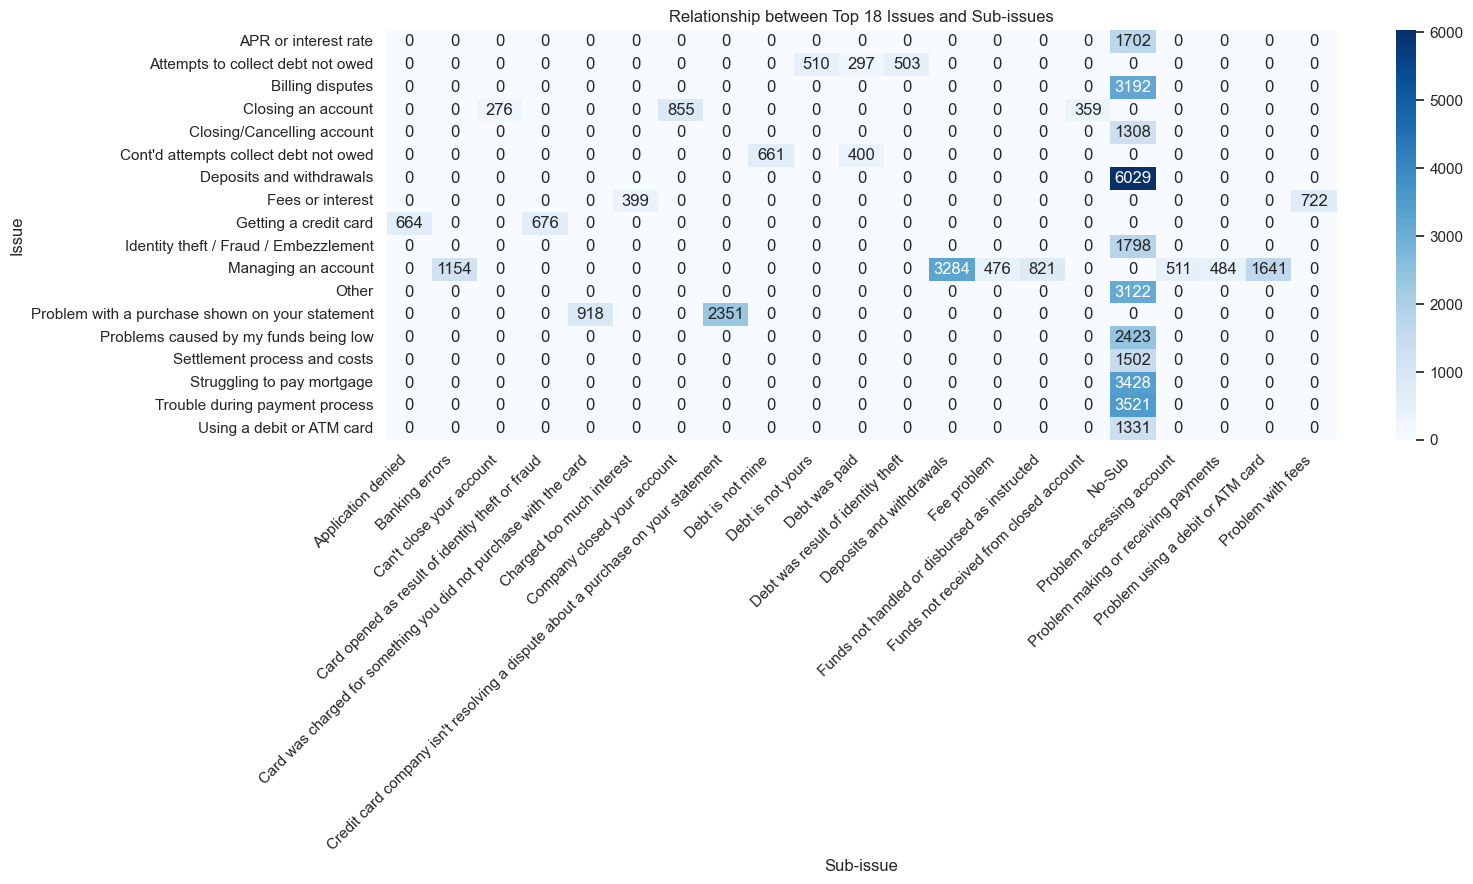 Relationship between Top 18 Issues and Sub-issues
APR or interest rate 0 0 0 0 0 0 0 0 0 0 0 0 0 0 0 0 1702 0 0 0 0
Attempts to collect debt not owed 0 0 0 0 0 0 0 0 0 510 297 503 0 0 0 0 0 0 0 0 0
Billing disputes 0 0 0 0 0 0 0 0 0 0 0 0 0 0 0 0 3192 0 0 0 0
Closing an account 0 0 276 0 0 0 855 0 0 0 0 0 0 0 0 359 0 0 0 0 0
Closing/Cancelling account 0 0 0 0 0 0 0 0 0 0 0 0 0 0 0 0 1308 0 0 0 0
Cont'd attempts collect debt not owed 0 0 0 0 0 0 0 0 661 0 400 0 0 0 0 0 0 0 0 0 0
Deposits and withdrawals 0 0 0 0 0 0 0 0 0 0 0 0 0 0 0 0 6029 0 0 0 0
Fees or interest 0 0 0 0 0 399 0 0 0 0 0 0 0 0 0 0 0 0 0 0 722
Getting a credit card 664 0 0 676 0 0 0 0 0 0 0 0 0 0 0 0 0 0 0 0 0
Identity theft / Fraud / Embezzlement 0 0 0 0 0 0 0 0 0 0 0 0 0 0 0 0 1798 0 0 0 0
Managing an account 0 1154 0 0 0 0 0 0 0 0 0 0 3284 476 821 0 0 511 484 1641 0
Other 0 0 0 0 0 0 0 0 0 0 0 0 0 0 0 0 3122 0 0 0 0
Problem with a purchase shown on your statement 0 0 0 0 918 0 0 2351 0 0 0 0 0 0 0 0 0 0 0 0 0
Problems caused by my funds being low 0 0 0 0 0 0 0 0 0 0 0 0 0 0 0 0 2423 0 0 0 0
Settlement process and costs 0 0 0 0 0 0 0 0 0 0 0 0 0 0 0 0 1502 0 0 0 0
Struggling to pay mortgage 0 0 0 0 0 0 0 0 0 0 0 0 0 0 0 0 3428 0 0 0 0
Trouble during payment process 0 0 0 0 0 0 0 0 0 0 0 0 0 0 0 0 3521 0 0 0 0
Using a debit or ATM card 0 0 0 0 0 0 0 0 0 0 0 0 0 0 0 0 1331 0 0 0 0
Issue
Application denied
Banking errors
Can't close your account
Card opened as result of identity theft or fraud
Card was charged for something you did not purchase with the card
Charged too much interest
Company closed your account
Credit card company isn't resolving a dispute about a purchase on your statement
Debt is not mine
Debt is not yours
Debt was paid
Debt was result of identity theft
Deposits and withdrawals
Fee problem
Funds not handled or disbursed as instructed
Funds not received from closed account
No-Sub
Problem accessing account
Problem making or receiving payments
Problem using a debit or ATM card
Problem with fees
Sub-issue
6000
5000
4000
3000
2000
1000
0